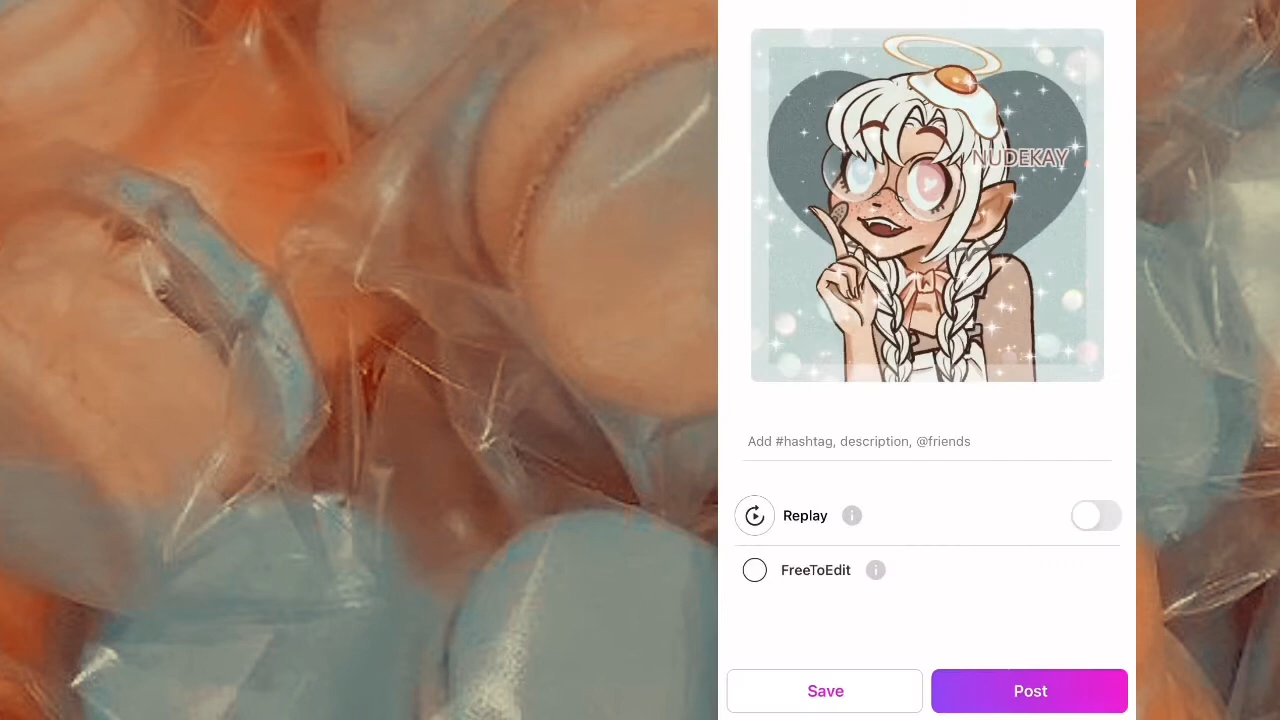 NUDEKAY
Add #hashtag, description, @friends
Replay
FreeToEdit
Save
Post